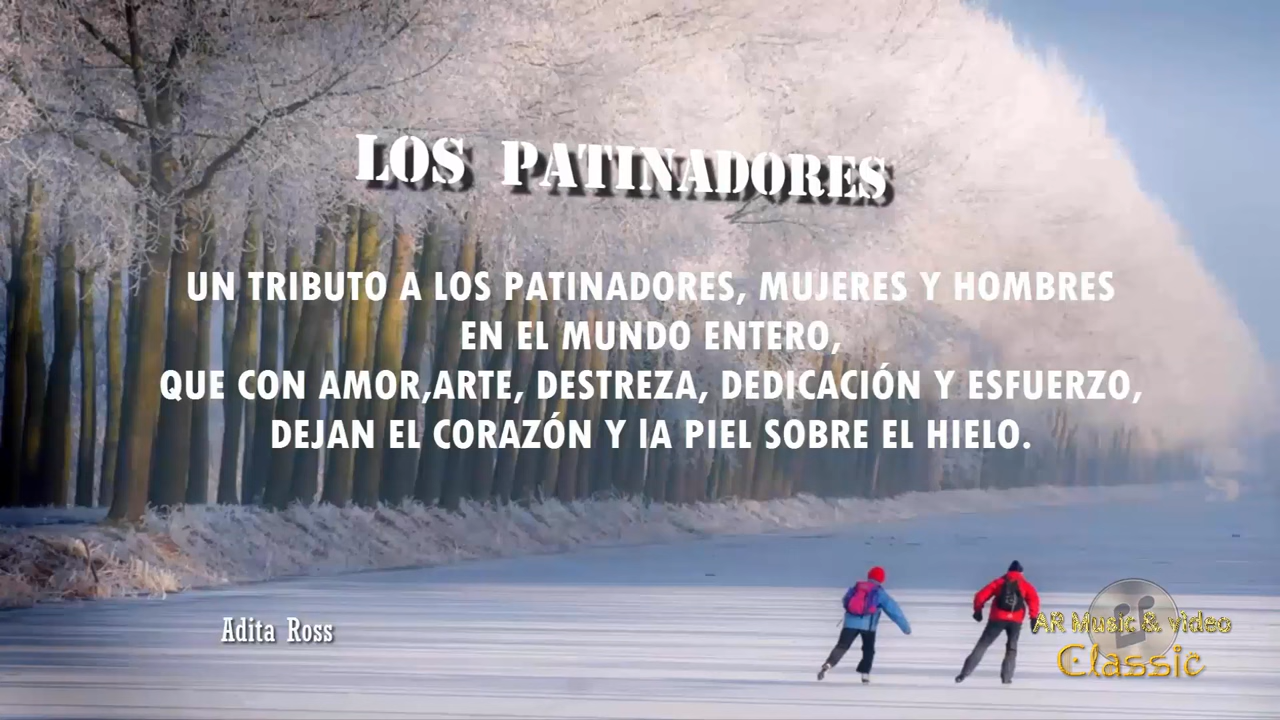 LOS PATINADORES
UN TRIBUTO A LOS PATINADORES, MUJERES Y HOMBRES
EN EL MUNDO ENTERO,
QUE CON AMOR,ARTE, DESTREZA, DEDICACIÓN Y ESFUERZO,
DEJAN EL CORAZÓN Y lA PIEL SOBRE EL HIELO.
Adita Ross
AR Music & video
Classic